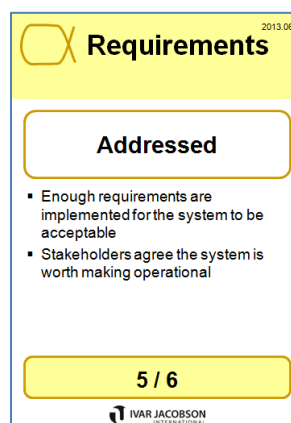 2013.06
Requirements
Addressed
▪ Enough requirements are
implemented for the system to be
acceptable
▪ Stakeholders agree the system is
worth making operational
5 / 6
IVAR JACOBSON
INTERNATIONAL